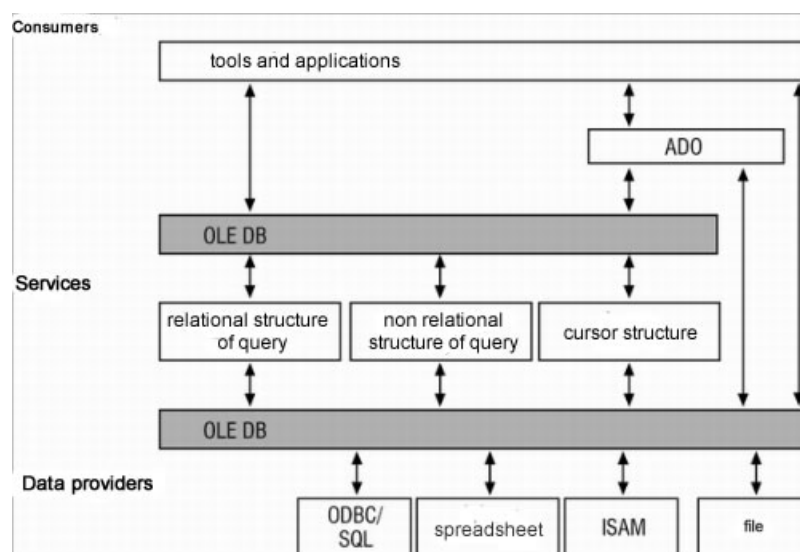 Consumers
tools and applications
ADO
OLE DB
Services
relational structure
of query
non relational
structure of query
cursor structure
OLE DB
Data providers
ODBC/
SQL
spreadsheet
ISAM
file